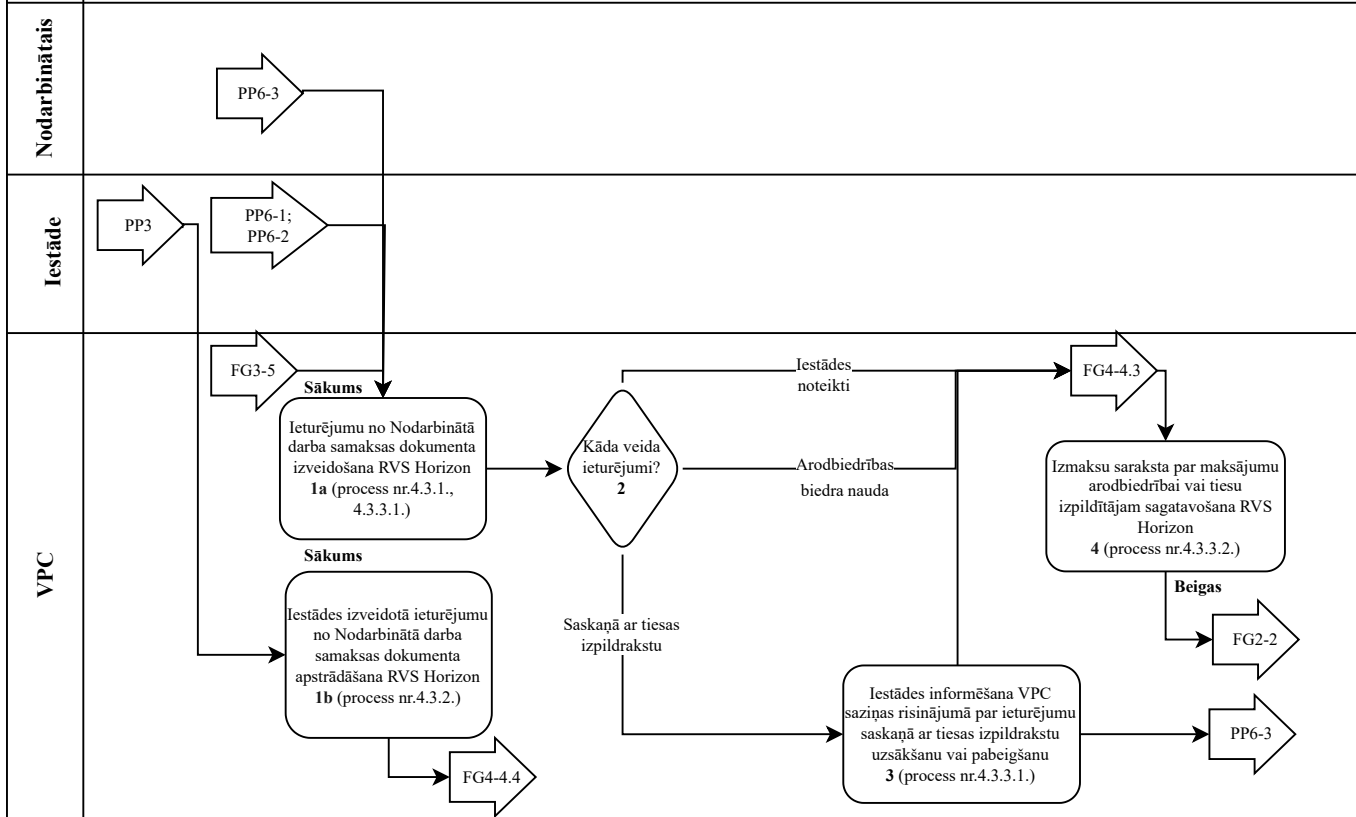 Nodarbinātais
PP6-3
Iestāde
PP3
PP6-1;
PP6-2
VPC
FG3-5
Sākums
Ieturējumu no Nodarbinātā
darba samaksas dokumenta
izveidošana RVS Horizon
1a (process nr.4.3.1.,
4.3.3.1.)
Sākums
Iestādes izveidotā ieturējumu
no Nodarbinātā darba
samaksas dokumenta
apstrādāšana RVS Horizon
1b (process nr.4.3.2.)
FG4-4.4
Kāda veida
ieturējumi?
2
Iestādes
noteikti
Arodbiedrības
biedra nauda
Saskaņā ar tiesas
izpildrakstu
Iestādes informēšana VPC
saziņas risinājumā par ieturējumu
saskaņā ar tiesas izpildrakstu
uzsākšanu vai pabeigšanu
3 (process nr.4.3.3.1.)
FG4-4.3
Izmaksu saraksta par maksājumu
arodbiedrībai vai tiesu
izpildītājam sagatavošana RVS
Horizon
4 (process nr.4.3.3.2.)
Beigas
FG2-2
PP6-3